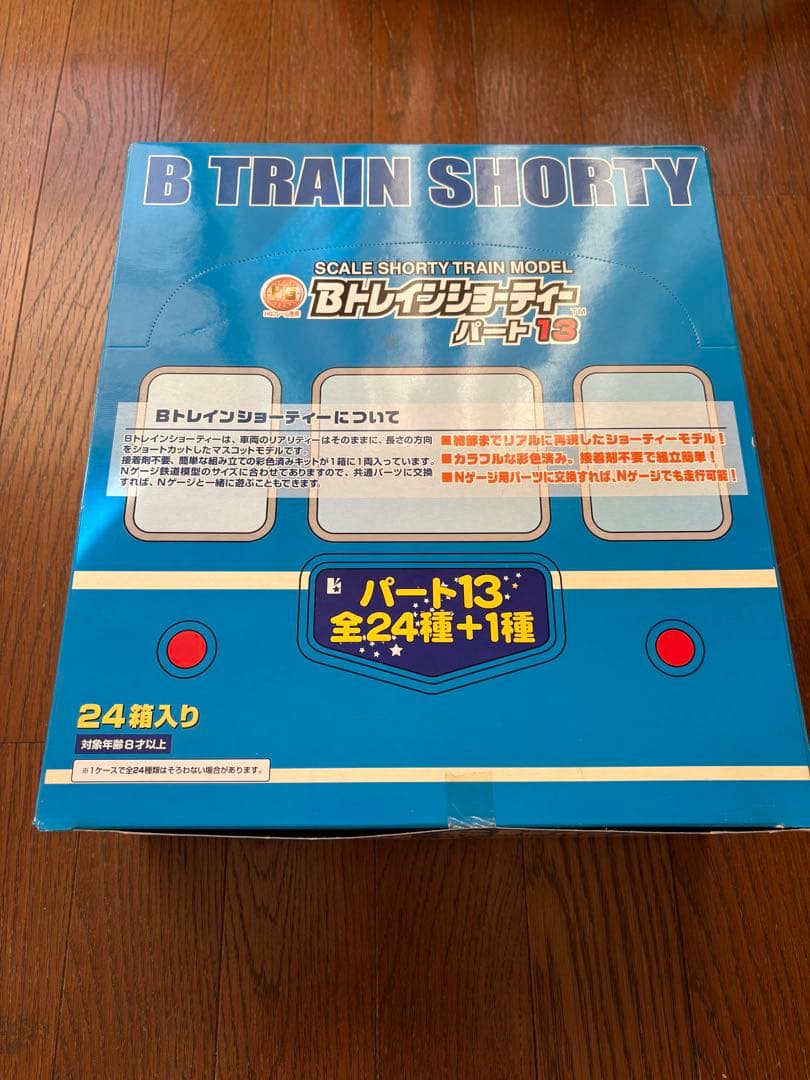 B TRAIN SHORTY
SCALE SHORTY TRAIN MODEL
HG
HGフレーム使用
Bトレインショーティー™
パート13
Bトレインショーティーについて
Bトレインショーティーは、車両のリアリティーはそのままに、長さの方向
をショートカットしたマスコットモデルです。
接着剤不要、簡単な組み立ての彩色済みキットが1箱に1両入っています。
Nゲージ鉄道模型のサイズに合わせてありますので、共通パーツに交換
すれば、Nゲージと一緒に遊ぶこともできます。
■細部までリアルに再現したショーティーモデル!
■カラフルな彩色済み。接着剤不要で組立簡単!
■Nゲージ用パーツに交換すれば、Nゲージでも走行可能!
パート13
全24種+1種
24箱入り
対象年齢8才以上
※1ケースで全24種類はそろわない場合があります。